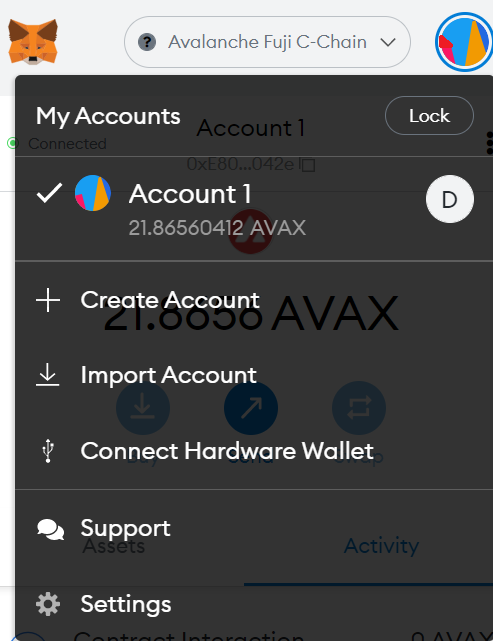 Avalanche Fuji C-Chain
My Accounts
Lock
Account 1
Connected
0xE80...042e
Account 1
D
21.86560412 AVAX
Create Account
21.8656 AVAX
Import Account
Connect Hardware Wallet
Buy Send Swap
Support
Assets
Activity
Settings
Contract Interaction
0 AVAX